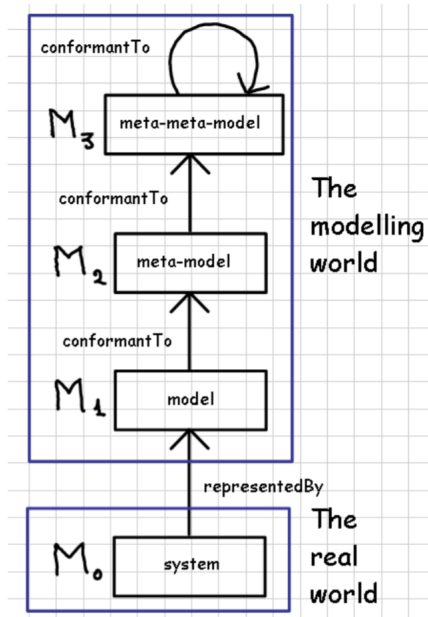 conformantTo
meta-meta-model
M3
conformantTo
The
modelling
world
meta-model
M2
conformantTo
model
M1
representedBy
The
real
world
system
M0